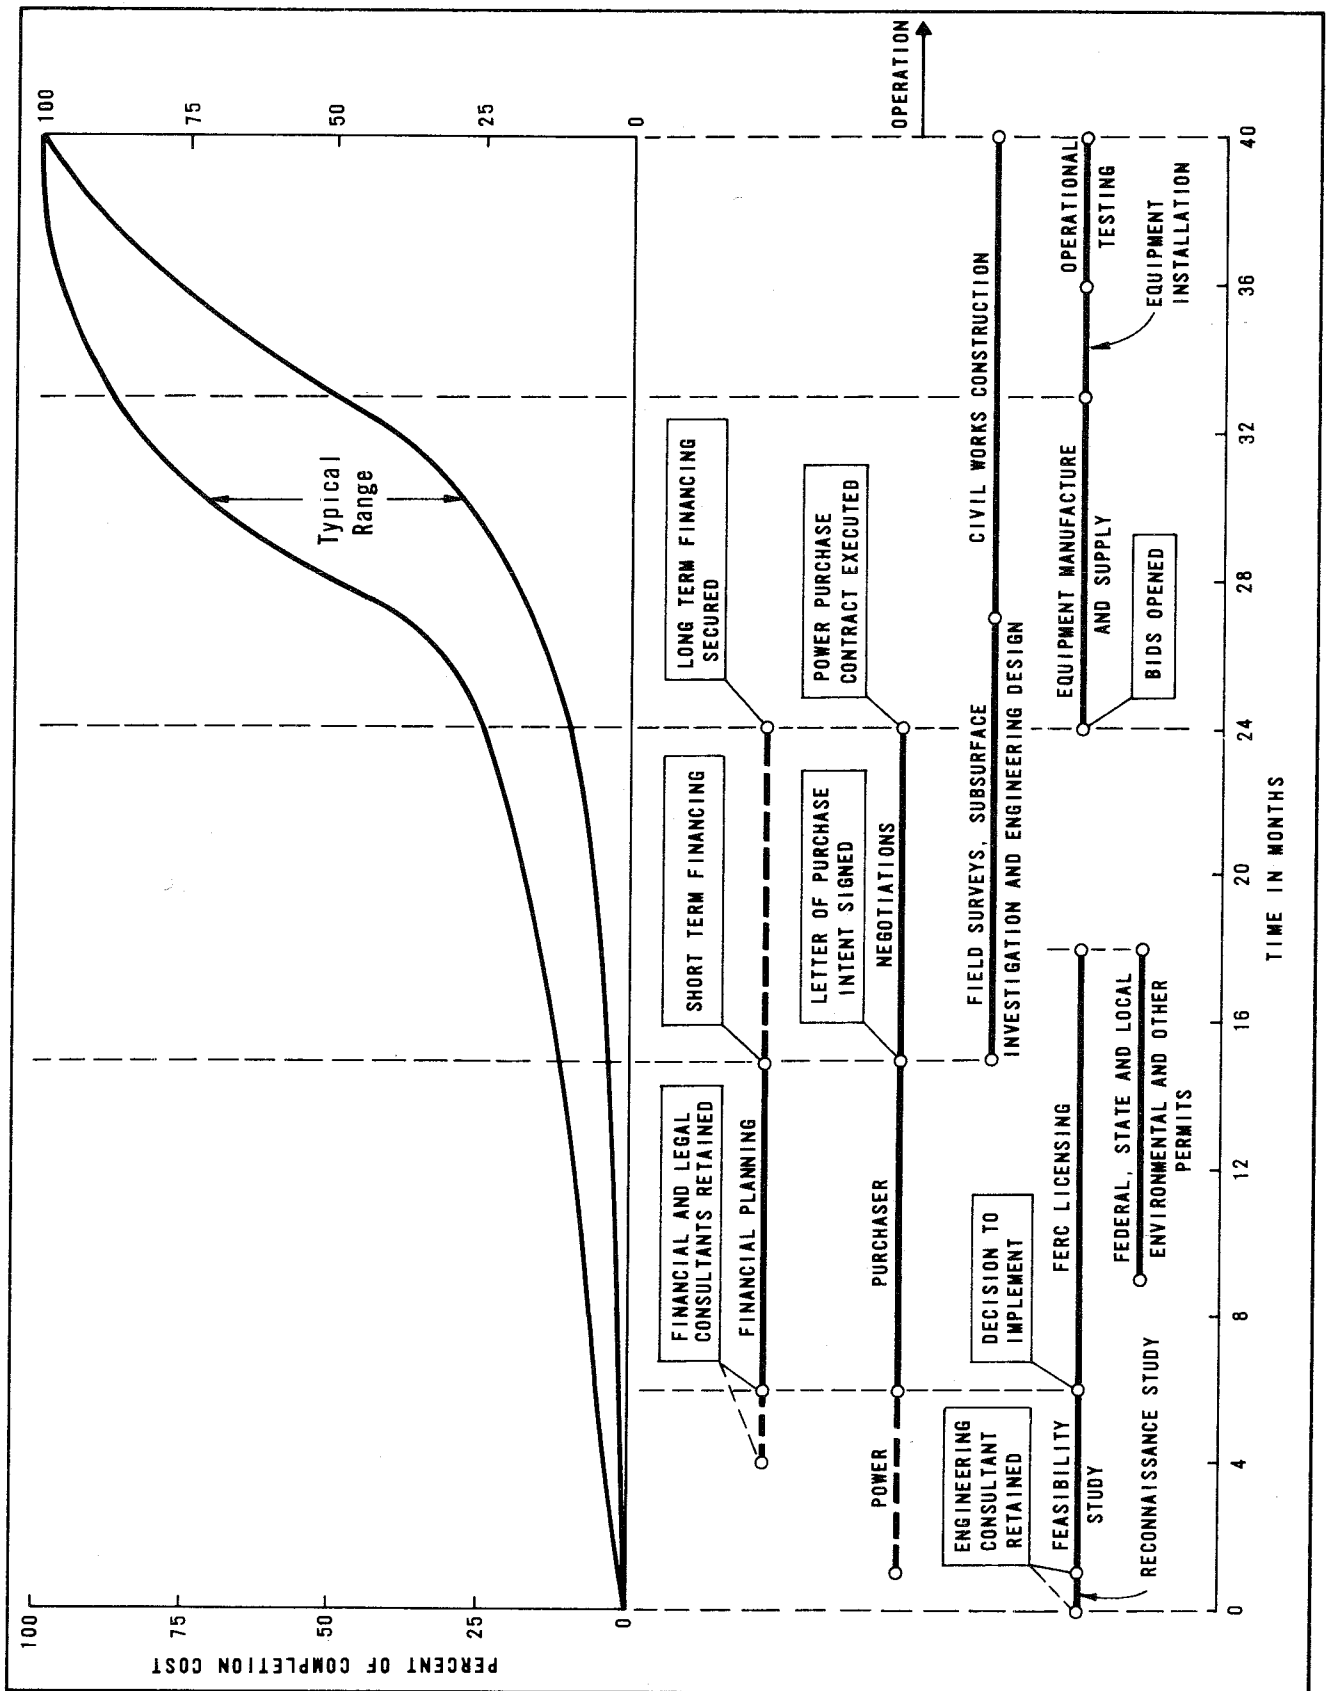 PERCENT OF COMPLETION COST
100
75
50
25
0
100
75
50
25
0
Typical
Range
LONG TERM FINANCING
SECURED
SHORT TERM FINANCING
FINANCIAL AND LEGAL
CONSULTANTS RETAINED
FINANCIAL PLANNING
POWER PURCHASE
CONTRACT EXECUTED
LETTER OF PURCHASE
INTENT SIGNED
POWER PURCHASER NEGOTIATIONS
OPERATION
ENGINEERING
CONSULTANT
RETAINED
DECISION TO
IMPLEMENT
FIELD SURVEYS, SUBSURFACE
INVESTIGATION AND ENGINEERING DESIGN
CIVIL WORKS CONSTRUCTION
FEASIBILITY
STUDY
FERC LICENSING
EQUIPMENT MANUFACTURE
AND SUPPLY
OPERATIONAL
TESTING
RECONNAISSANCE STUDY
FEDERAL, STATE AND LOCAL
ENVIRONMENTAL AND OTHER
PERMITS
BIDS OPENED
EQUIPMENT
INSTALLATION
0 4 8 12 16 20 24 28 32 36 40
TIME IN MONTHS